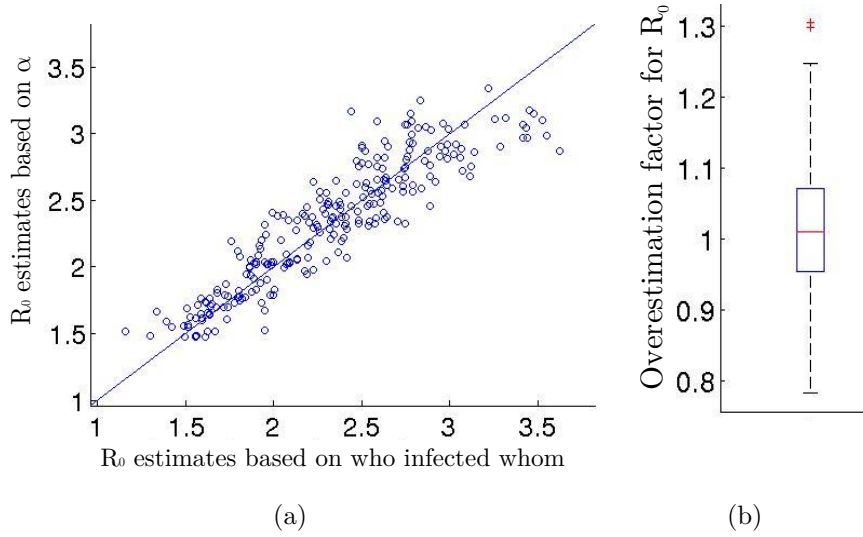 R₀ estimates based on α
3.5
3
2.5
2
1.5
1
1 1.5 2 2.5 3 3.5
R₀ estimates based on who infected whom
(a)
Overestimation factor for R₀
1.3
1.2
1.1
1
0.9
0.8
(b)